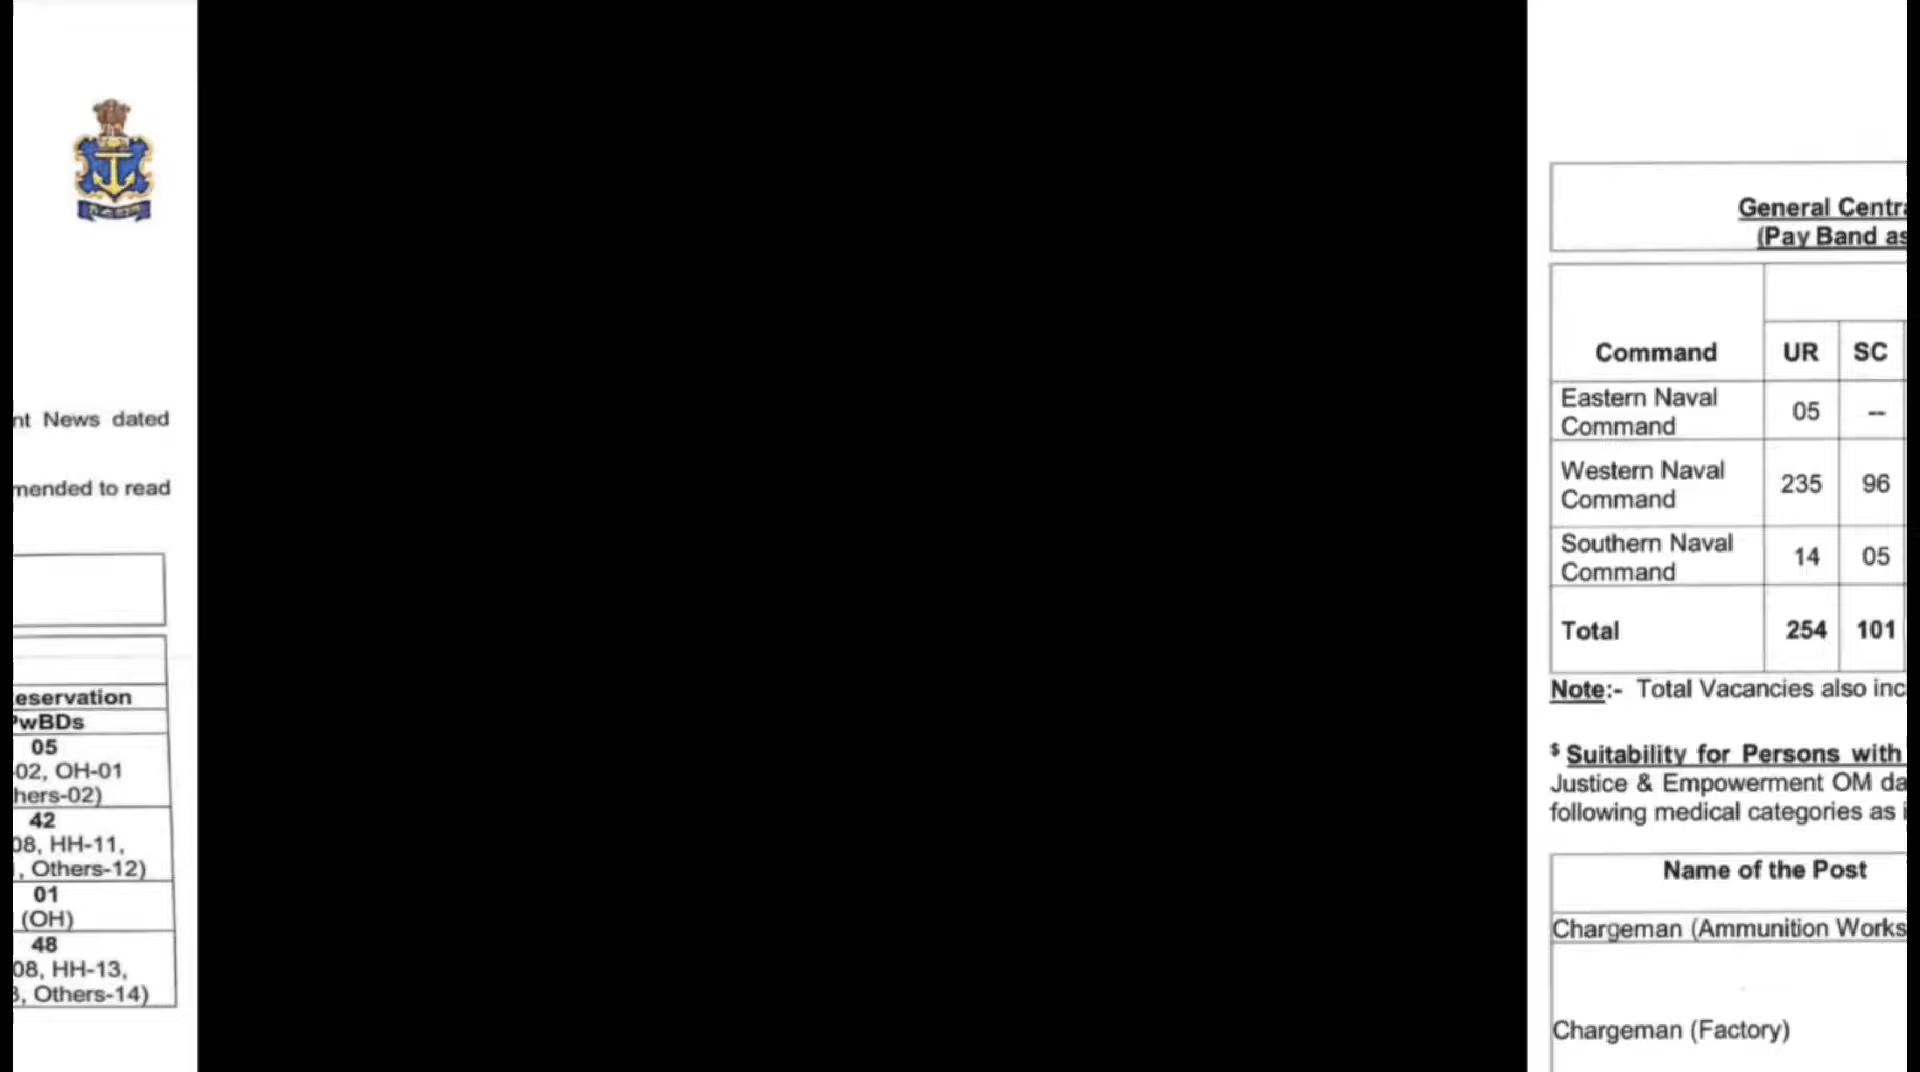 nt News dated
mended to read
eservation
PwBDs
05
02, OH-01
hers-02)
42
08, HH-11,
, Others-12)
01
(OH)
48
08, HH-13,
3, Others-14)
General Centra
(Pay Band as
Command UR SC
Eastern Naval
Command 05 --
Western Naval
Command 235 96
Southern Naval
Command 14 05
Total 254 101
Note:- Total Vacancies also inc
$ Suitability for Persons with
Justice & Empowerment OM da
following medical categories as i
Name of the Post
Chargeman (Ammunition Works
Chargeman (Factory)